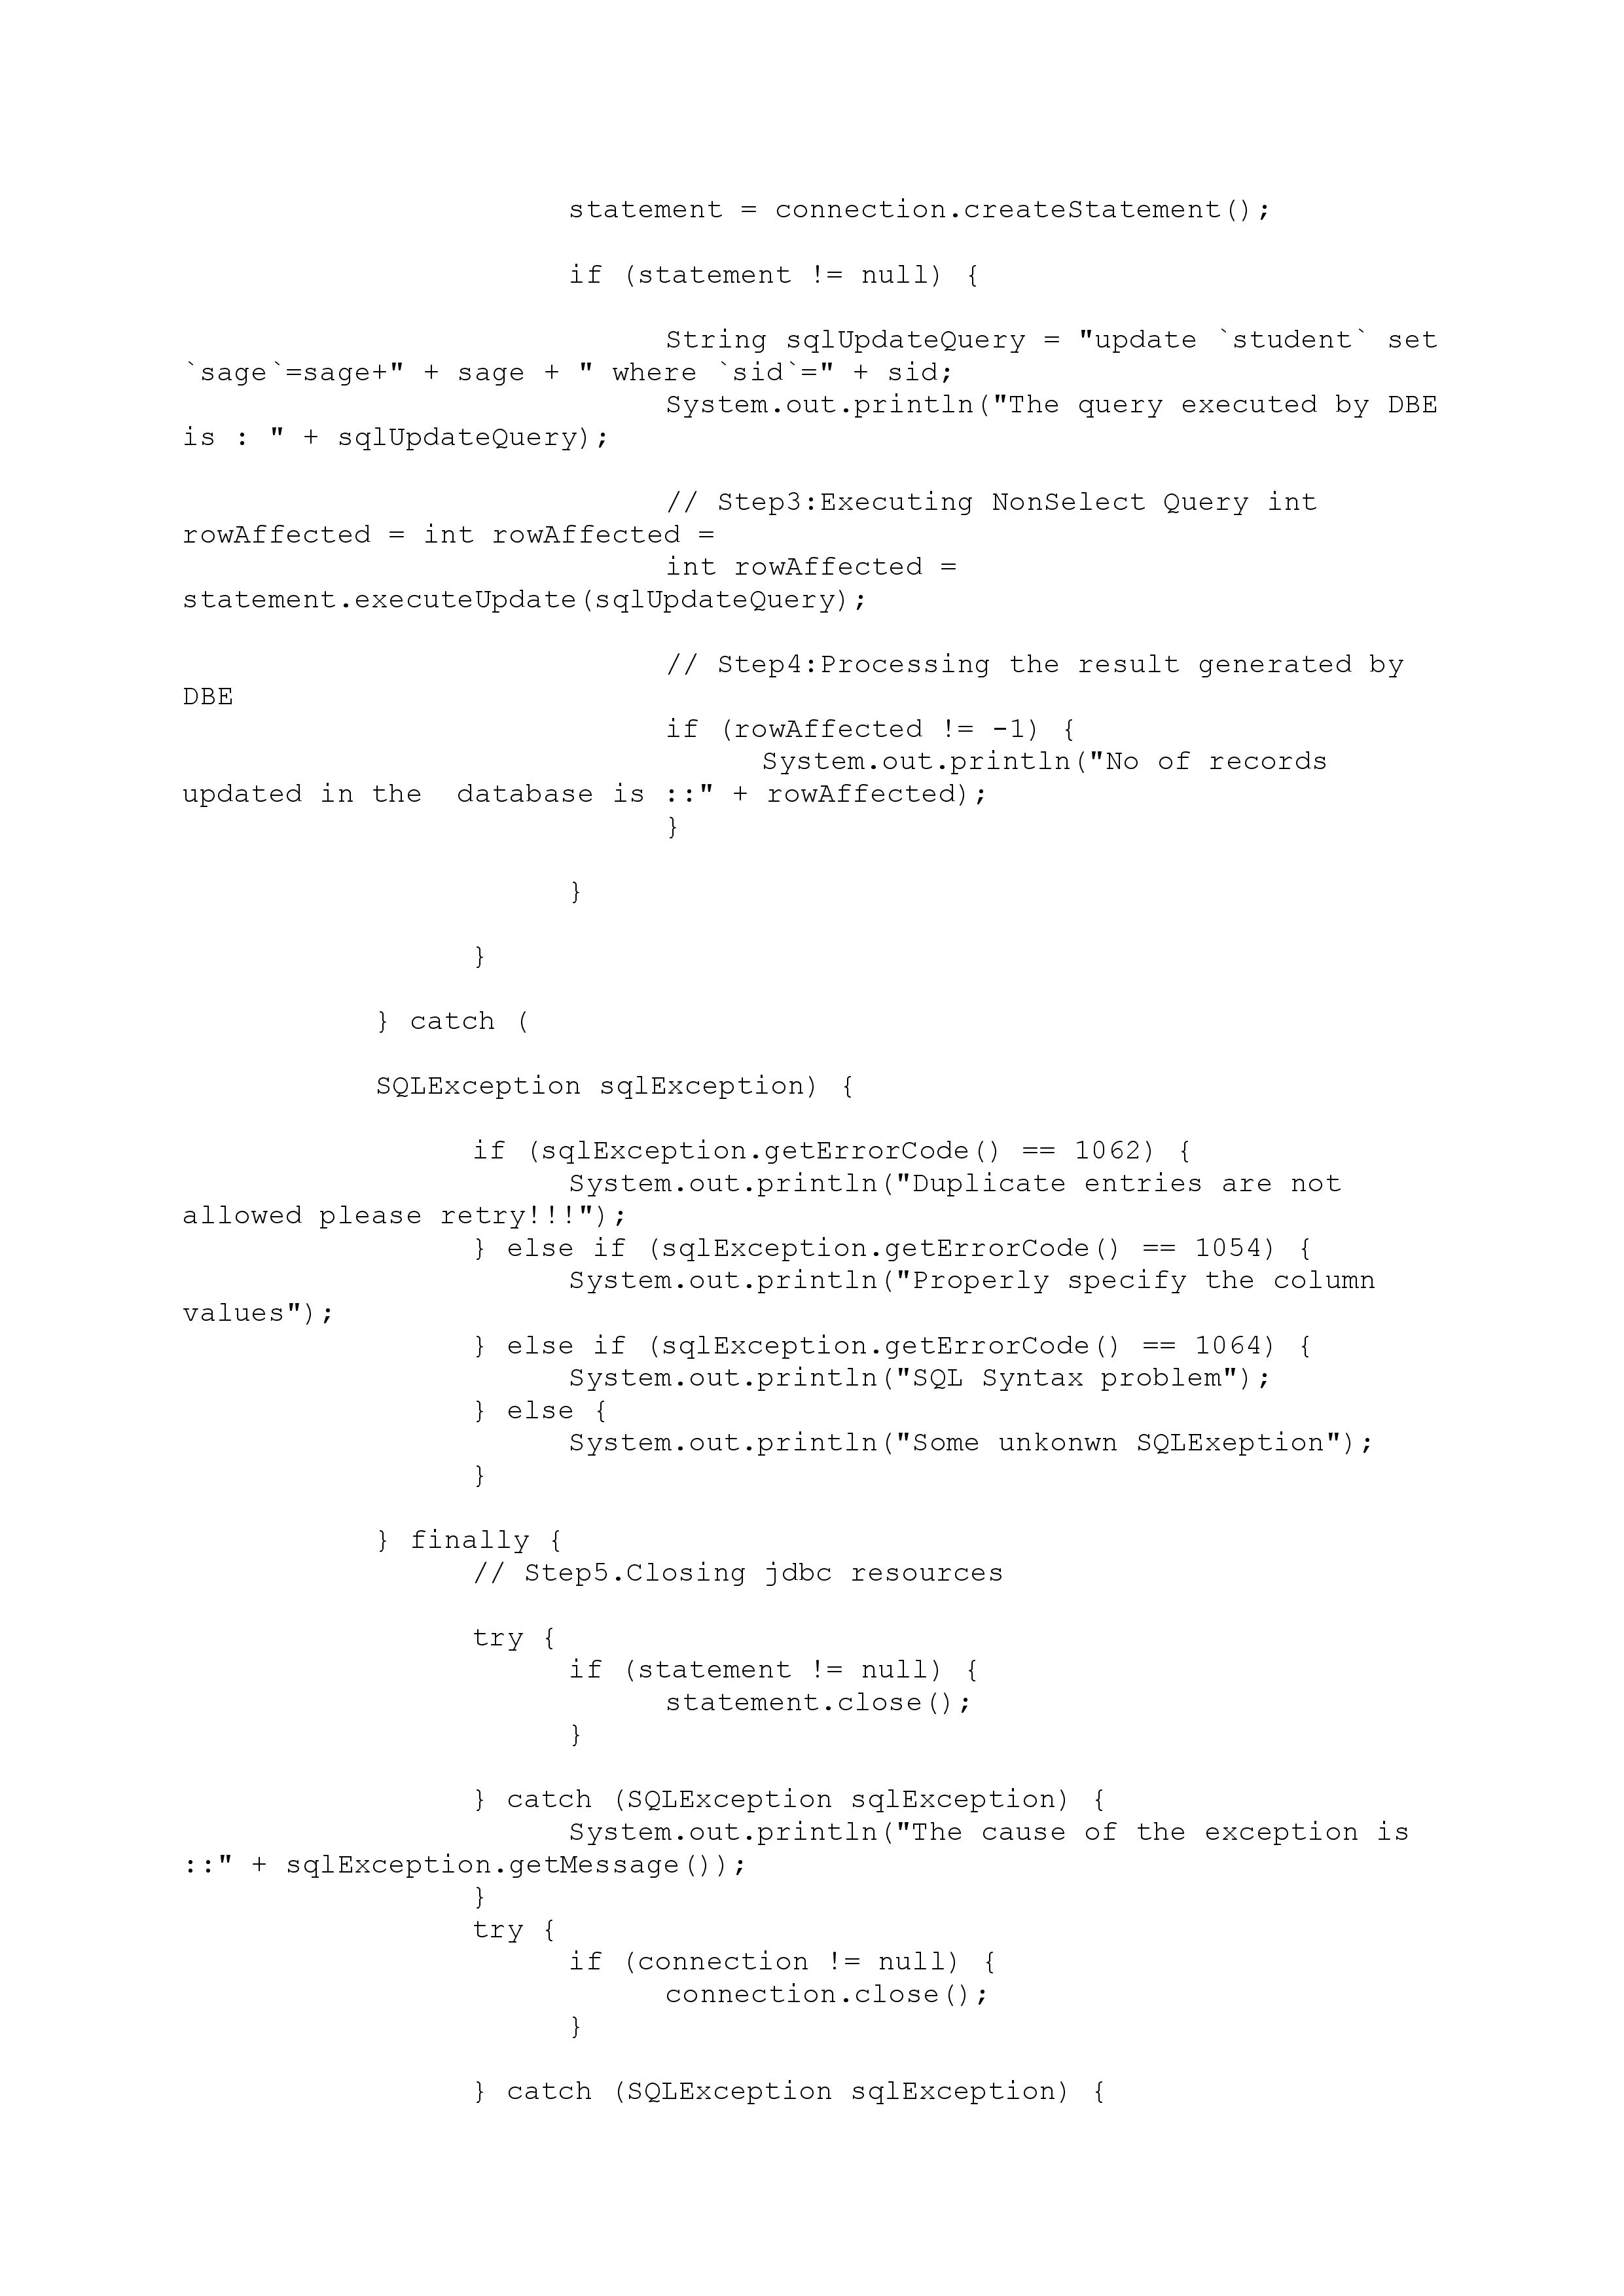 statement = connection.createStatement();
if (statement != null) {
String sqlUpdateQuery = "update `student` set
`sage`=sage+" + sage + " where `sid`=" + sid;
System.out.println("The query executed by DBE
is : " + sqlUpdateQuery);
// Step3:Executing NonSelect Query int
rowAffected = int rowAffected =
int rowAffected =
statement.executeUpdate(sqlUpdateQuery);
// Step4:Processing the result generated by
DBE
if (rowAffected != -1) {
System.out.println("No of records
updated in the  database is ::" + rowAffected);
}
}
}
} catch (
SQLException sqlException) {
if (sqlException.getErrorCode() == 1062) {
System.out.println("Duplicate entries are not
allowed please retry!!!");
} else if (sqlException.getErrorCode() == 1054) {
System.out.println("Properly specify the column
values");
} else if (sqlException.getErrorCode() == 1064) {
System.out.println("SQL Syntax problem");
} else {
System.out.println("Some unkonwn SQLExeption");
}
} finally {
// Step5.Closing jdbc resources
try {
if (statement != null) {
statement.close();
}
} catch (SQLException sqlException) {
System.out.println("The cause of the exception is
::" + sqlException.getMessage());
}
try {
if (connection != null) {
connection.close();
}
} catch (SQLException sqlException) {